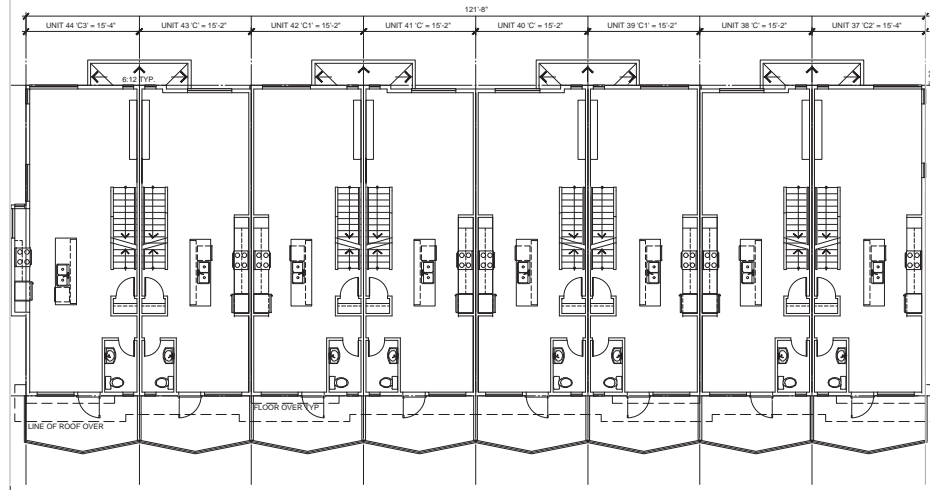 121'-8"
UNIT 44 'C3' = 15'-4"
UNIT 43 'C' = 15'-2"
UNIT 42 'C1' = 15'-2"
UNIT 41 'C' = 15'-2"
UNIT 40 'C' = 15'-2"
UNIT 39 'C1' = 15'-2"
UNIT 38 'C' = 15'-2"
UNIT 37 'C2' = 15'-4"
6:12 TYP.
FLOOR OVER TYP
LINE OF ROOF OVER